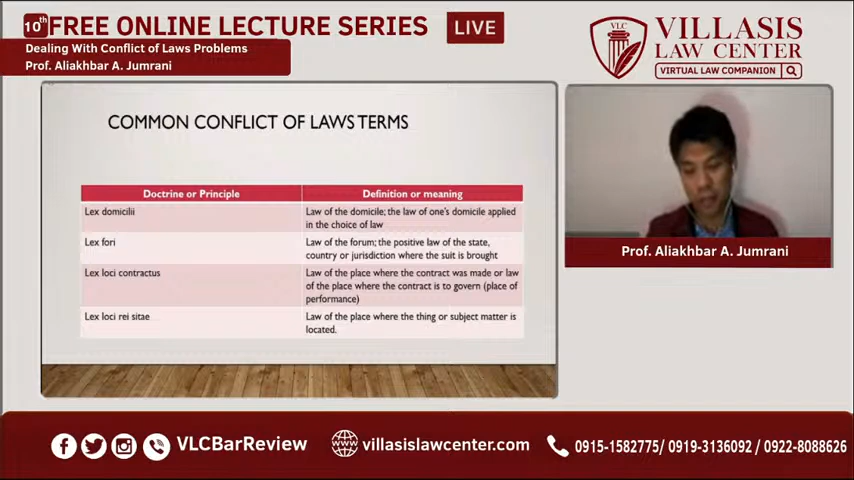 10th FREE ONLINE LECTURE SERIES
LIVE
Dealing With Conflict of Laws Problems
Prof. Aliakhbar A. Jumrani
VLC
VILLASIS
LAW CENTER
VIRTUAL LAW COMPANION
COMMON CONFLICT OF LAWS TERMS
Doctrine or Principle
Definition or meaning
Lex domicilii
Law of the domicile; the law of one's domicile applied
in the choice of law
Lex fori
Law of the forum; the positive law of the state,
country or jurisdiction where the suit is brought
Lex loci contractus
Law of the place where the contract was made or law
of the place where the contract is to govern (place of
performance)
Lex loci rei sitae
Law of the place where the thing or subject matter is
located.
Prof. Aliakhbar A. Jumrani
VLCBarReview
villasislawcenter.com
0915-1582775/ 0919-3136092 / 0922-8088626